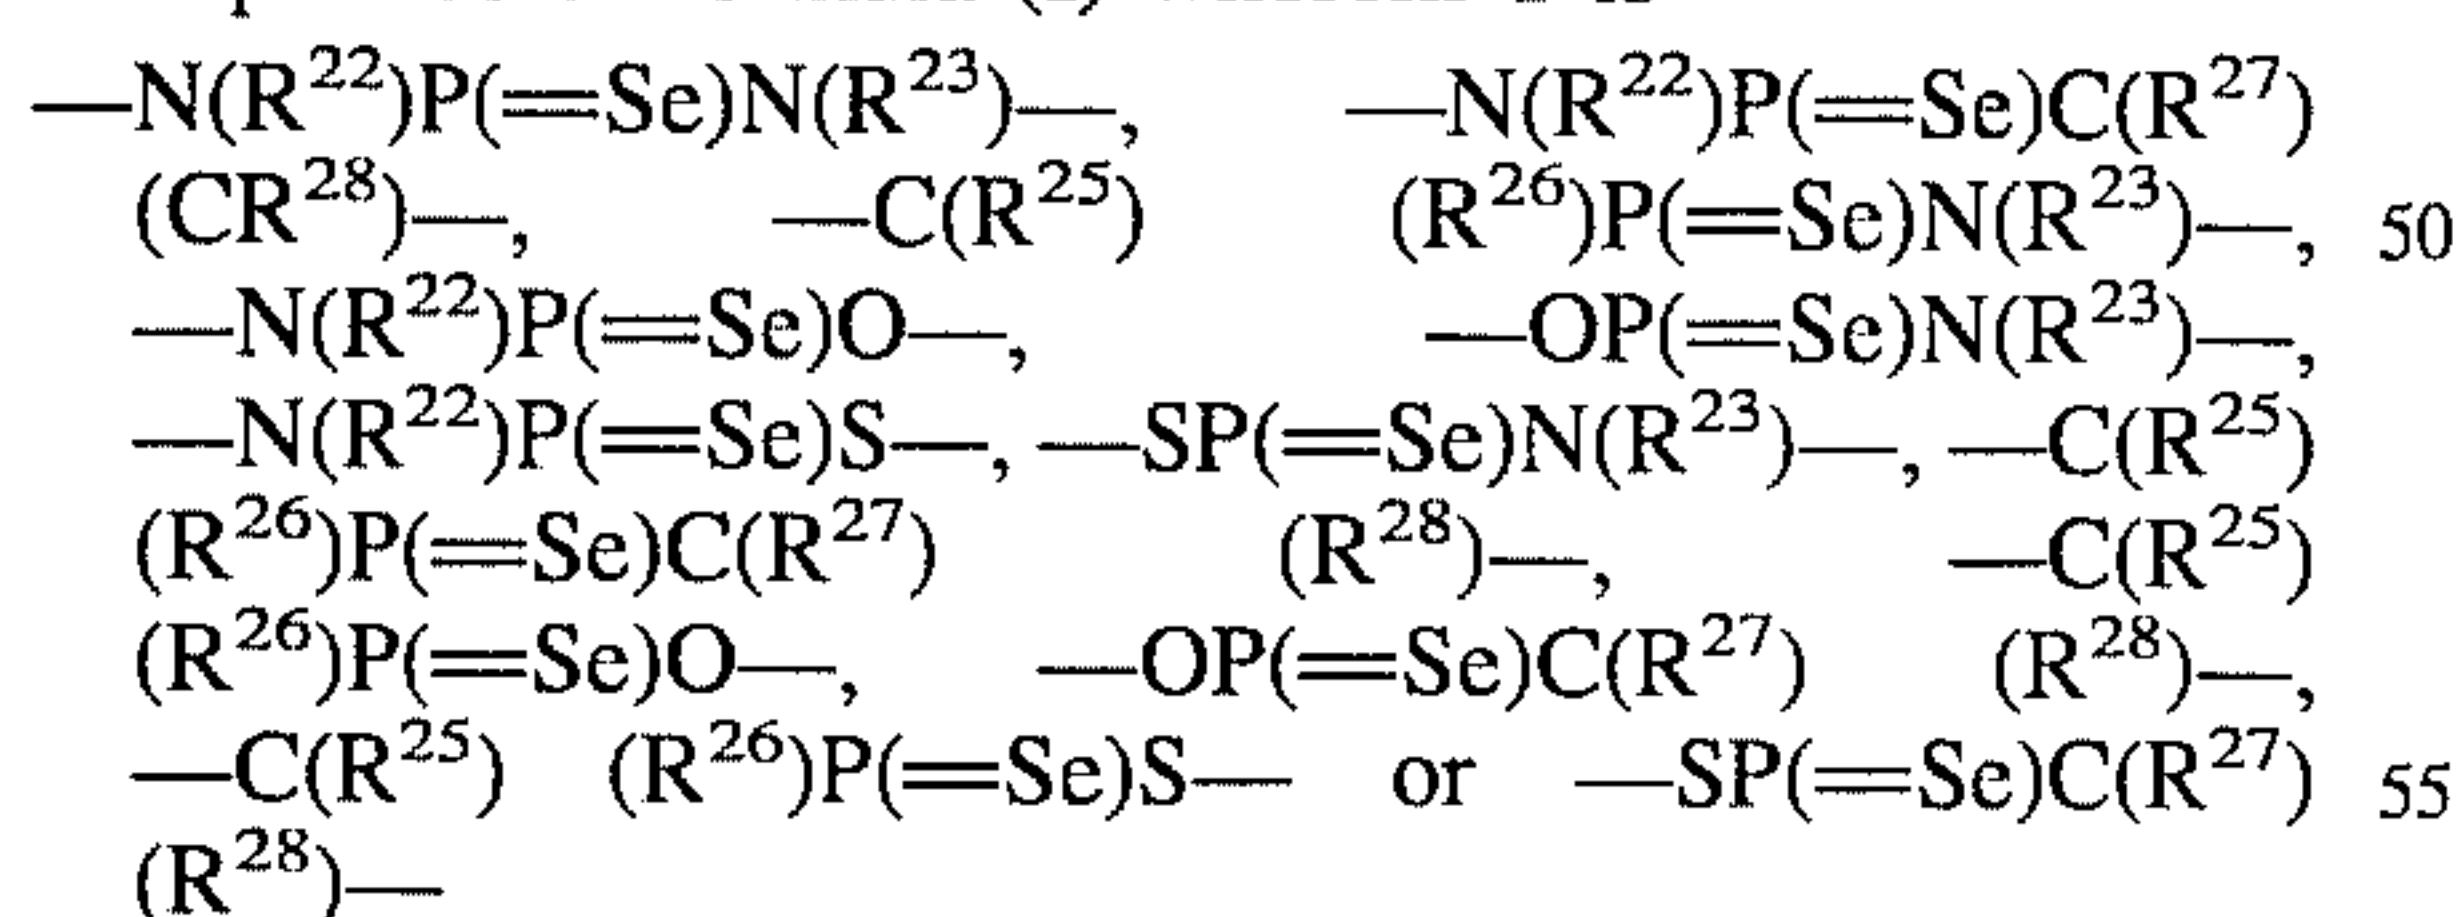 —N(R²²)P(=Se)N(R²³)—, —N(R²²)P(=Se)C(R²⁷)
(CR²⁸)—, —C(R²⁵) (R²⁶)P(=Se)N(R²³)—, 50
—N(R²²)P(=Se)O—, —OP(=Se)N(R²³)—,
—N(R²²)P(=Se)S—, —SP(=Se)N(R²³)—, —C(R²⁵)
(R²⁶)P(=Se)C(R²⁷) (R²⁸)—, —C(R²⁵)
(R²⁶)P(=Se)O—, —OP(=Se)C(R²⁷) (R²⁸)—,
—C(R²⁵) (R²⁶)P(=Se)S— or —SP(=Se)C(R²⁷) 55
(R²⁸)—